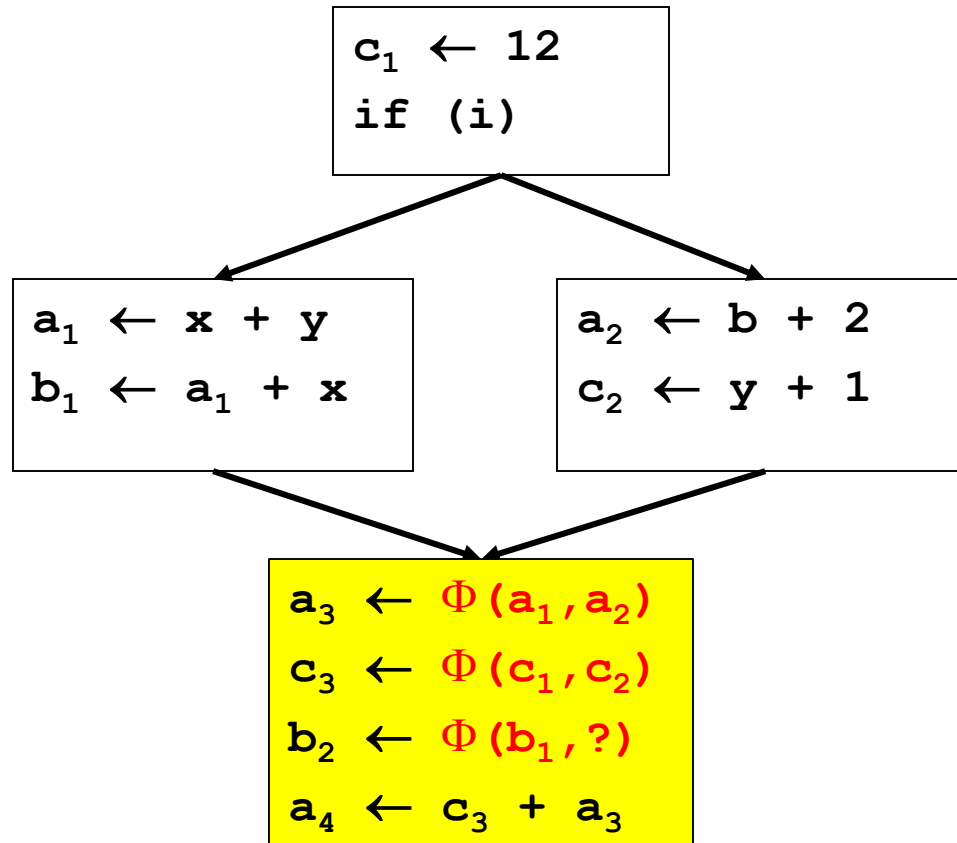 c₁ ← 12
if (i)
a₁ ← x + y
b₁ ← a₁ + x
a₂ ← b + 2
c₂ ← y + 1
a₃ ← Φ(a₁,a₂)
c₃ ← Φ(c₁,c₂)
b₂ ← Φ(b₁,?)
a₄ ← c₃ + a₃